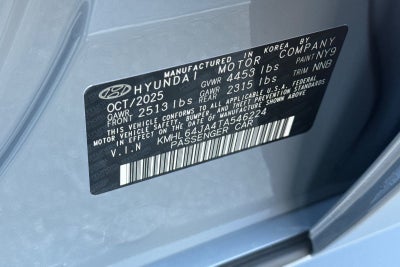 MANUFACTURED IN KOREA BY
HYUNDAI MOTOR COMPANY
OCT/2025 GVWR 4453 lbs PAINT NY9
GAWR FRONT 2513 lbs GAWR REAR 2315 lbs TRIM NNB
THIS VEHICLE CONFORMS TO ALL APPLICABLE U.S.A. FEDERAL
MOTOR VEHICLE SAFETY, BUMPER, AND THEFT PREVENTION STANDARDS
IN EFFECT ON THE DATE OF MANUFACTURE SHOWN ABOVE.
V.I.N KMHL64JA4TA546224
PASSENGER CAR